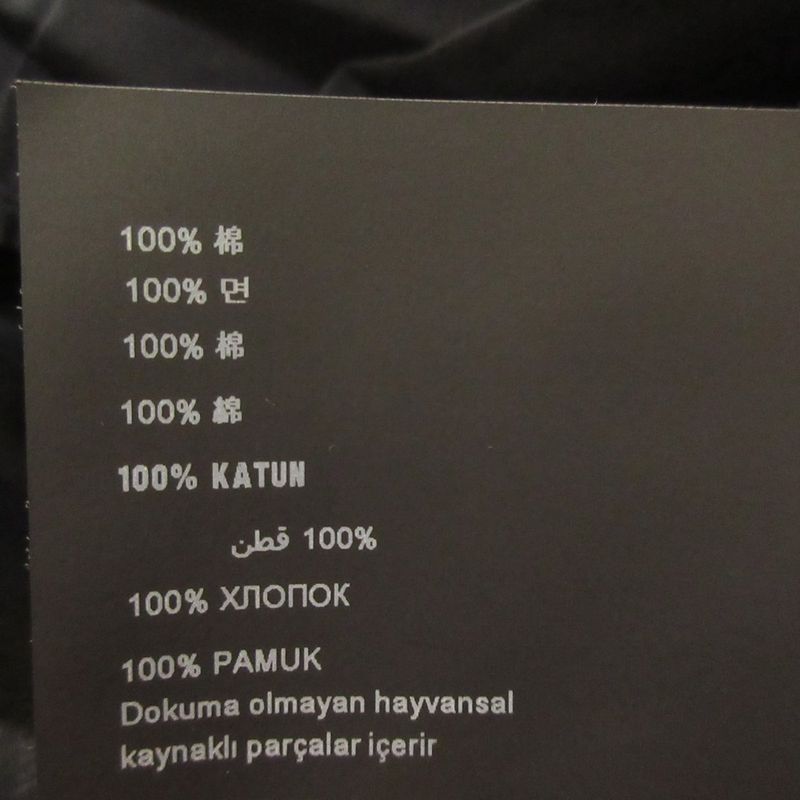 100% 棉
100% 면
100% 棉
100% 綿
100% KATUN
100% قطن
100% ХЛОПОК
100% PAMUK
Dokuma olmayan hayvansal
kaynaklı parçalar içerir